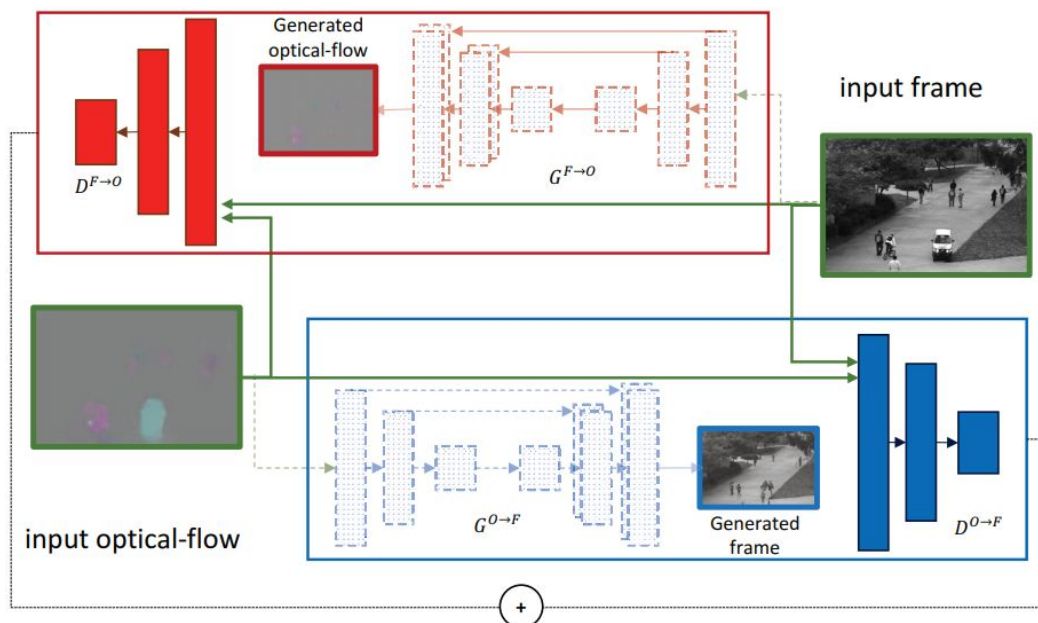 Generated
optical-flow
input frame
D^{F→O}
G^{F→O}
input optical-flow
G^{O→F}
Generated
frame
D^{O→F}
+